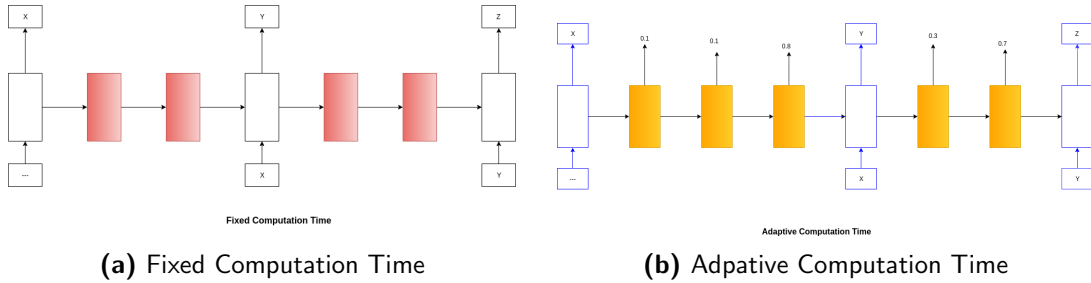 X
Y
Z
---
X
Y
Fixed Computation Time
(a) Fixed Computation Time
X
0.1
0.1
0.8
Y
0.3
0.7
Z
---
X
Y
Adaptive Computation Time
(b) Adpative Computation Time